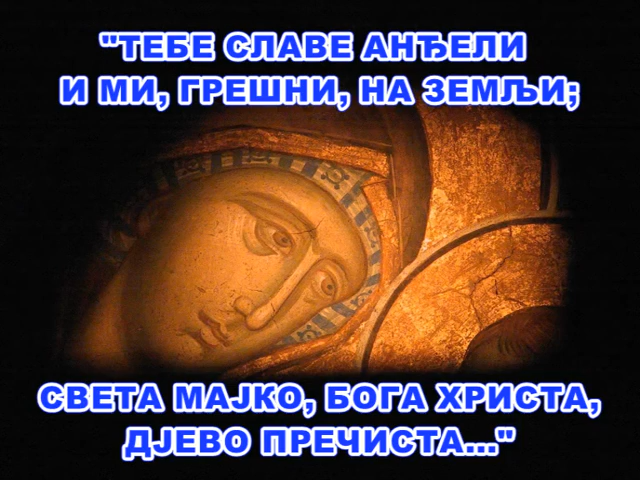 "ТЕБЕ СЛАВЕ АНЂЕЛИ
И МИ, ГРЕШНИ, НА ЗЕМЉИ;
СВЕТА МАЈКО, БОГА ХРИСТА,
ДЈЕВО ПРЕЧИСТА..."